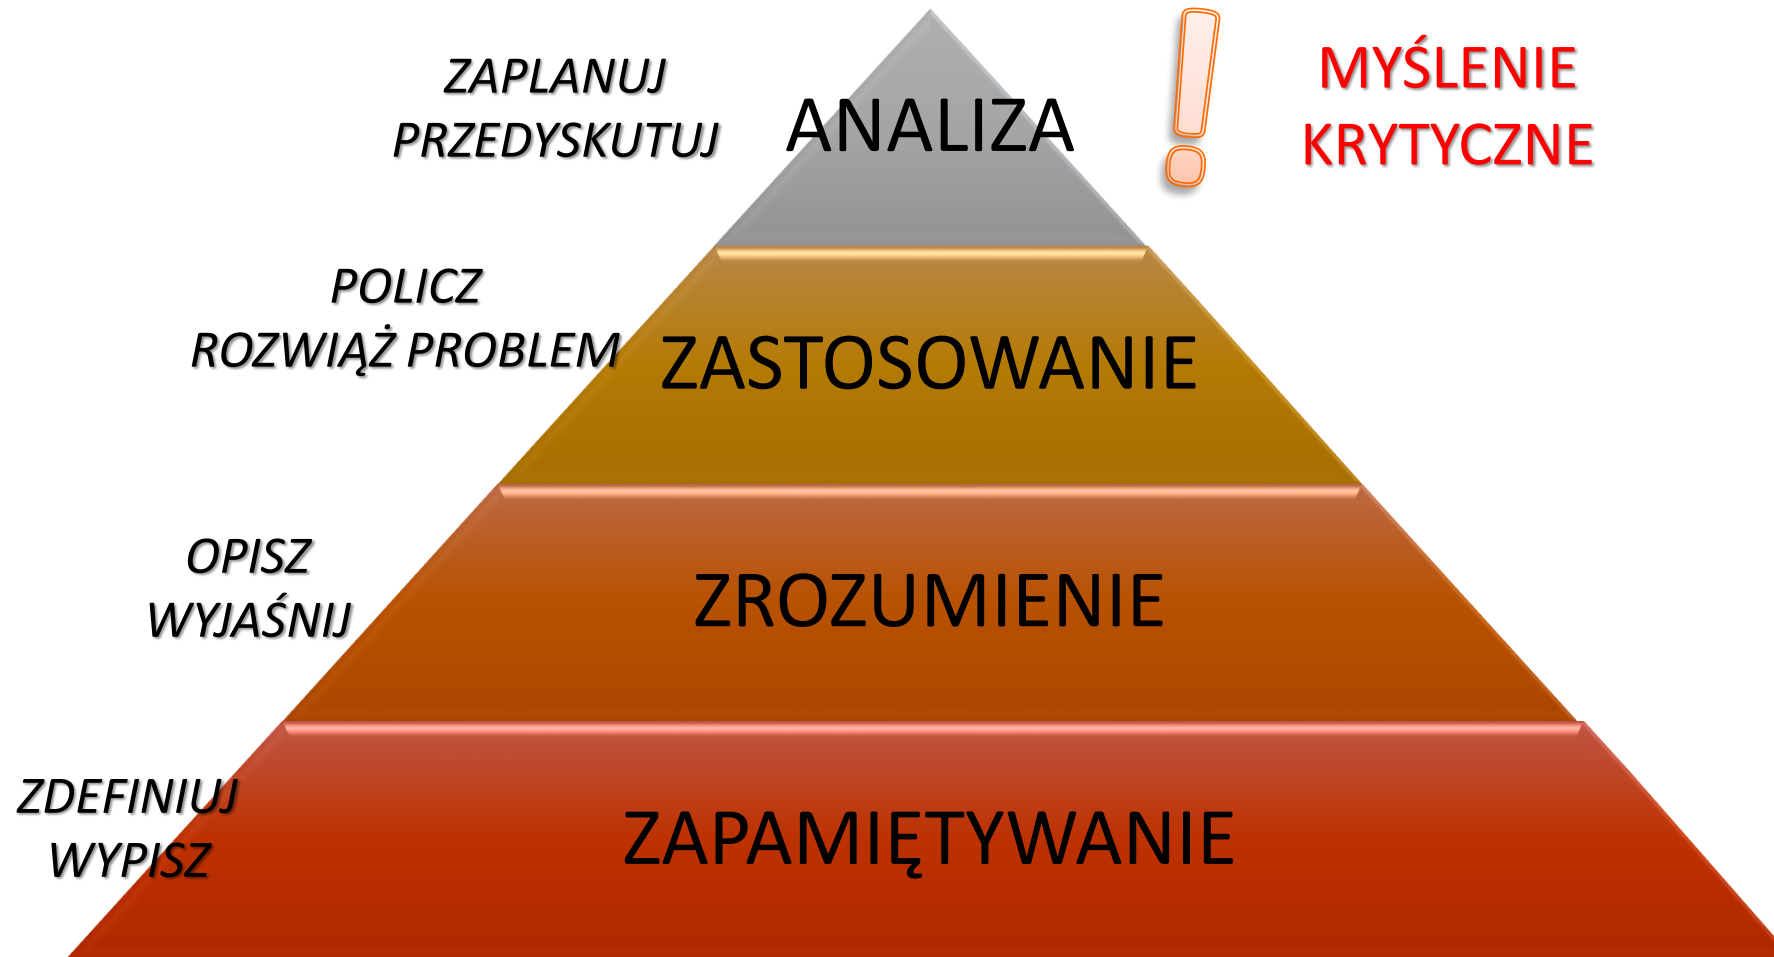 ZAPLANUJ
PRZEDYSKUTUJ
ANALIZA
!
MYŚLENIE
KRYTYCZNE
POLICZ
ROZWIĄŻ PROBLEM
ZASTOSOWANIE
OPISZ
WYJAŚNIJ
ZROZUMIENIE
ZDEFINIUJ
WYPISZ
ZAPAMIĘTYWANIE